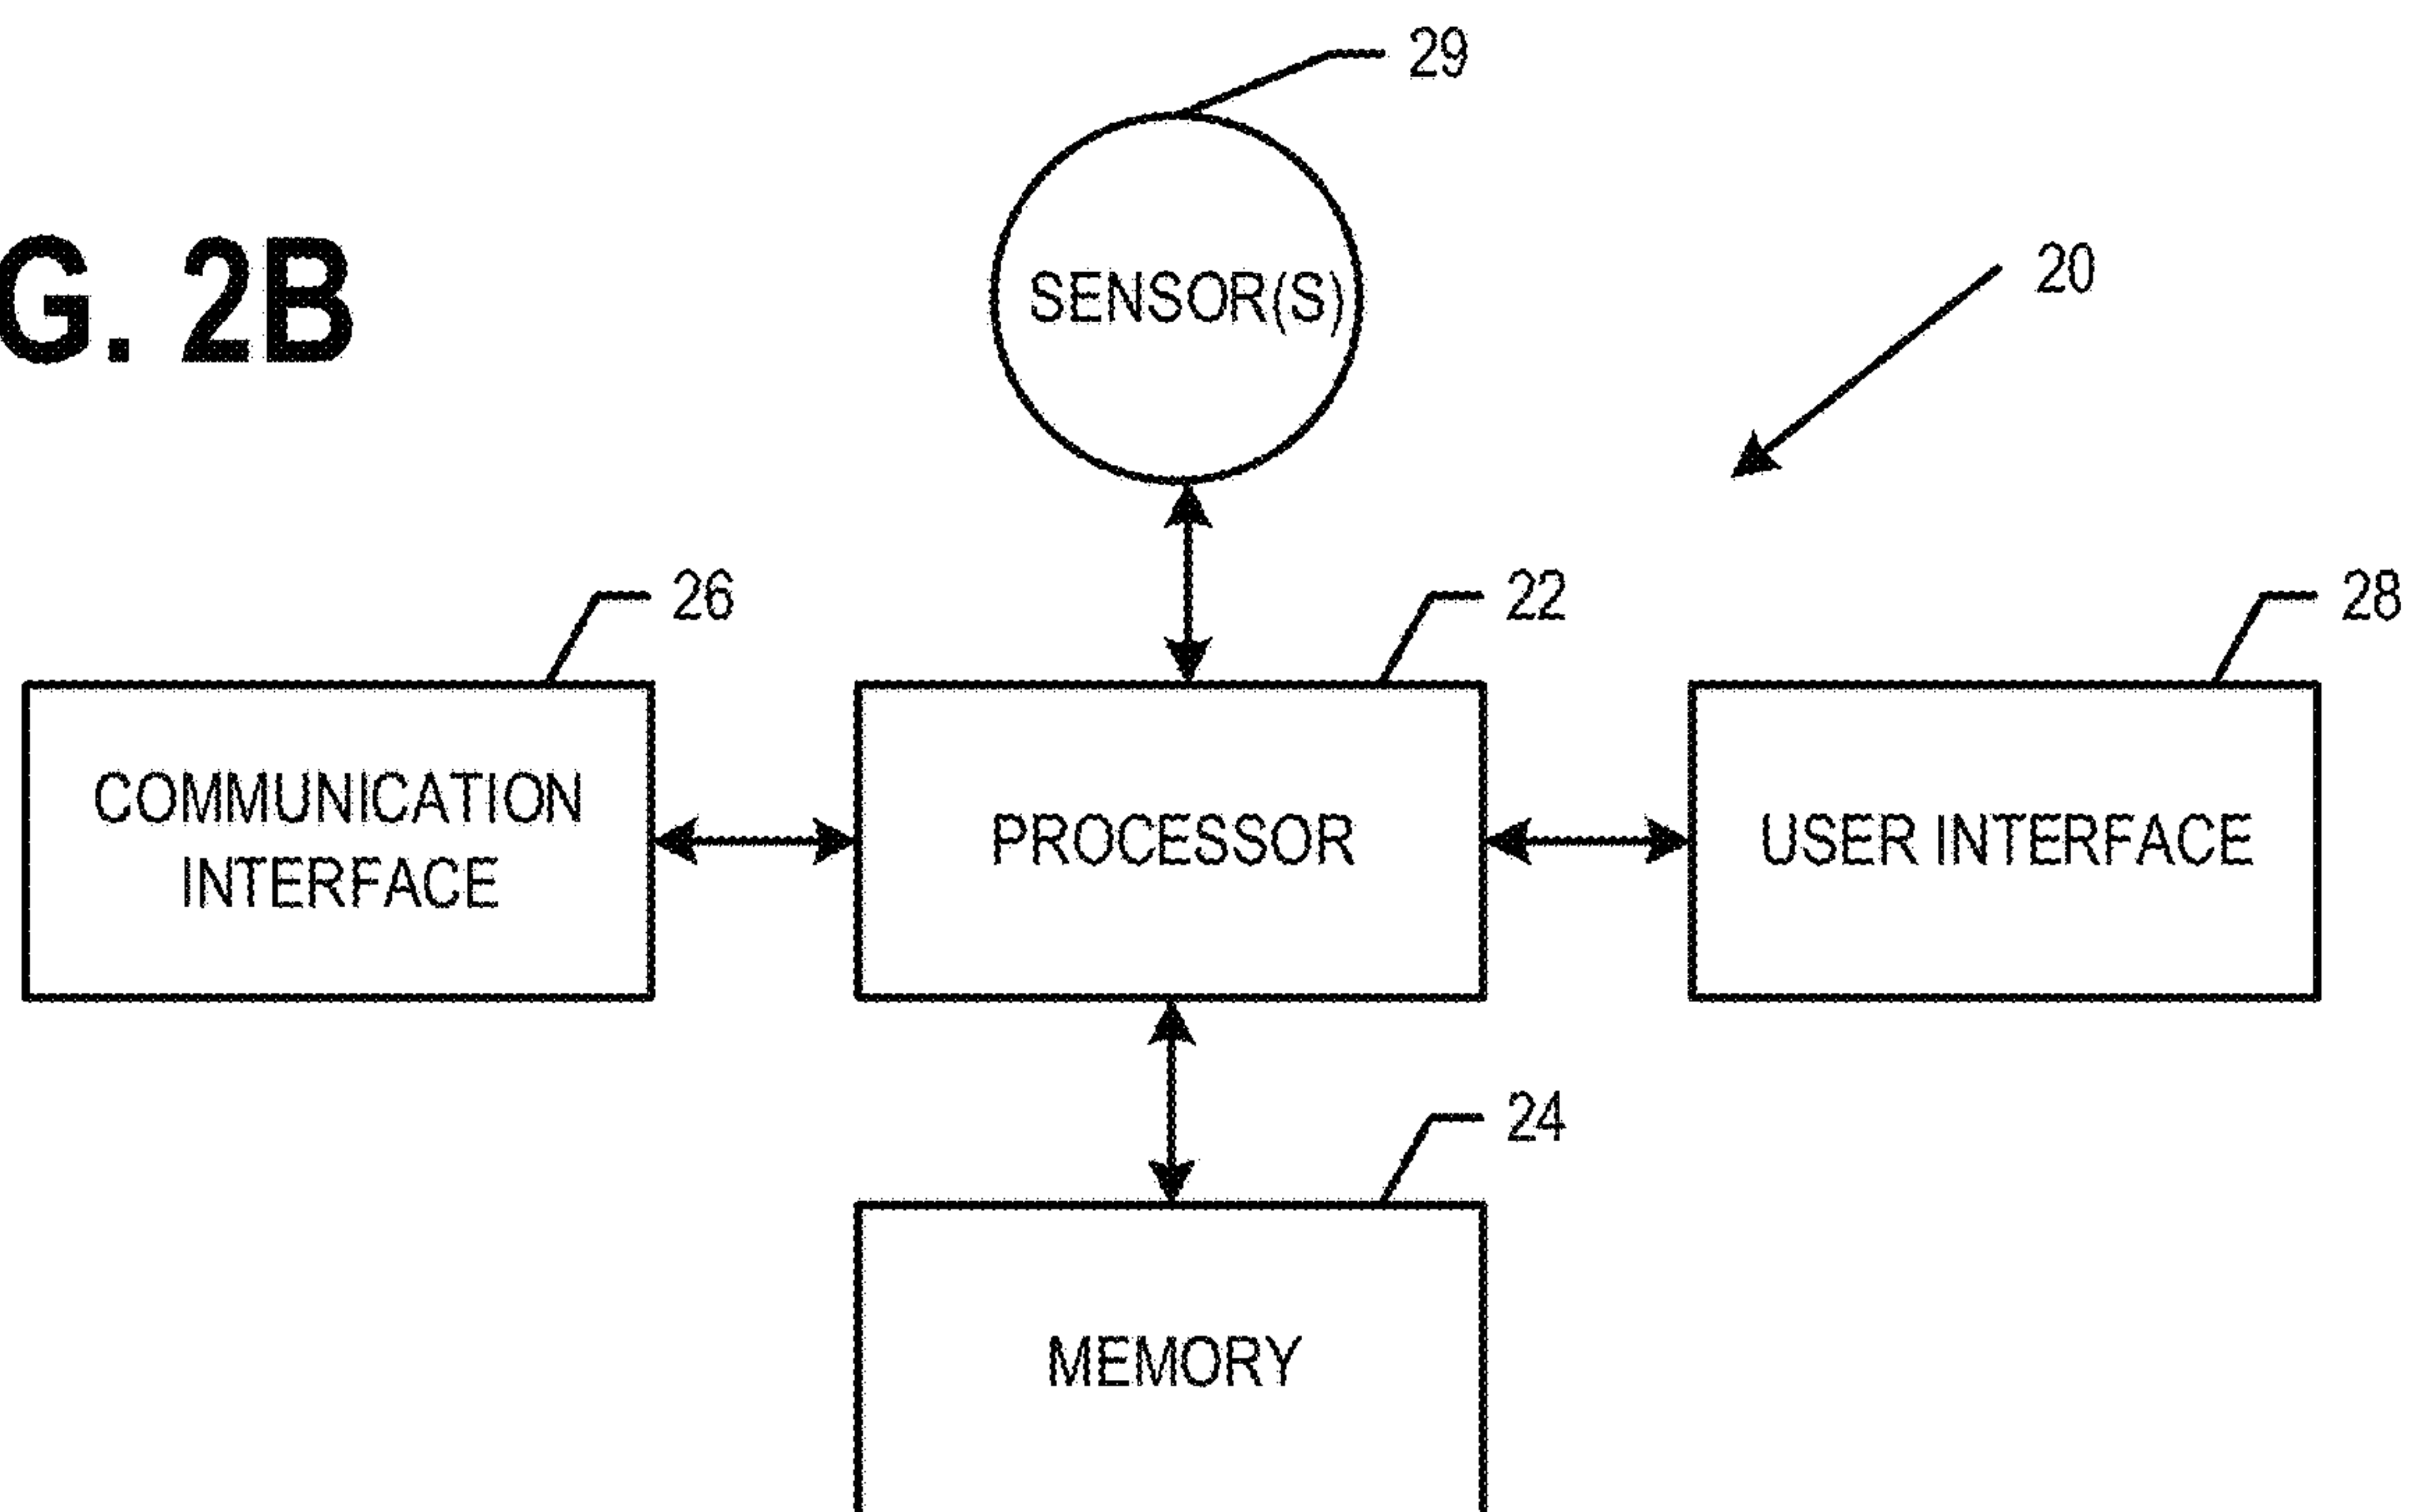 29
G. 2B
SENSOR(S)
20
26
22
28
COMMUNICATION
INTERFACE
PROCESSOR
USER INTERFACE
24
MEMORY